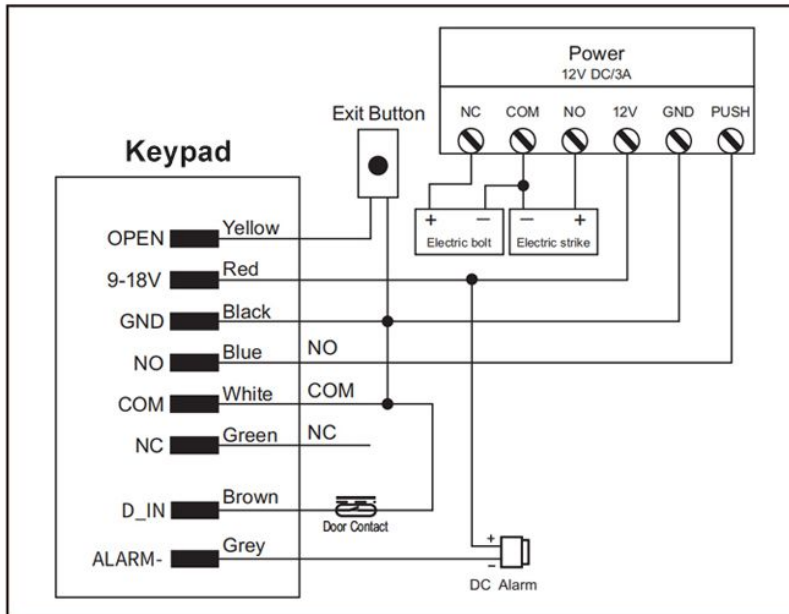 Power
12V DC/3A
NC COM NO 12V GND PUSH
Exit Button
Keypad
+ − − +
Electric bolt Electric strike
OPEN Yellow
9-18V Red
GND Black
NO Blue NO
COM White COM
NC Green NC
D_IN Brown
Door Contact
ALARM- Grey
+
−
DC Alarm